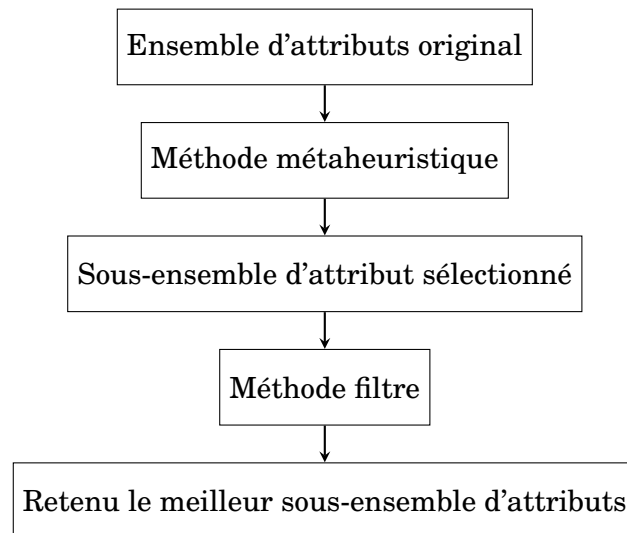 Ensemble d'attributs original
Méthode métaheuristique
Sous-ensemble d'attribut sélectionné
Méthode filtre
Retenu le meilleur sous-ensemble d'attributs